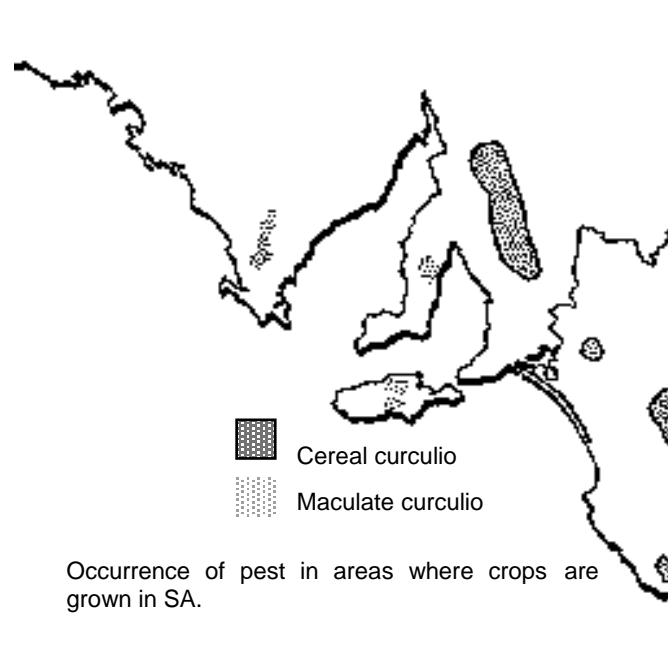 Cereal curculio
Maculate curculio
Occurrence of pest in areas where crops are
grown in SA.